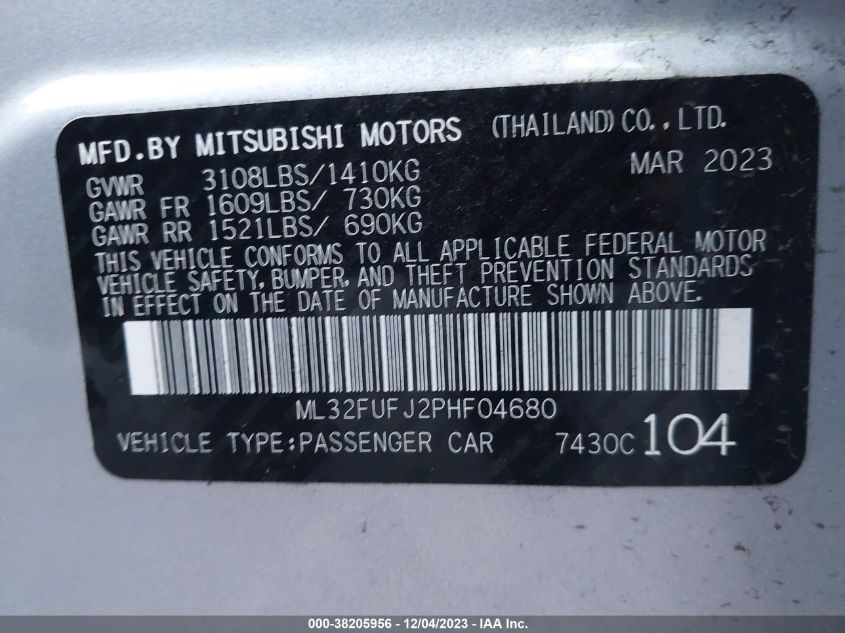 MFD.BY MITSUBISHI MOTORS (THAILAND) CO., LTD.
GVWR 3108LBS/1410KG MAR 2023
GAWR FR 1609LBS/ 730KG
GAWR RR 1521LBS/ 690KG
THIS VEHICLE CONFORMS TO ALL APPLICABLE FEDERAL MOTOR
VEHICLE SAFETY, BUMPER, AND THEFT PREVENTION STANDARDS
IN EFFECT ON THE DATE OF MANUFACTURE SHOWN ABOVE.
ML32FUFJ2PHF04680
VEHICLE TYPE:PASSENGER CAR 7430C 104
000-38205956 - 12/04/2023 - IAAI.COM